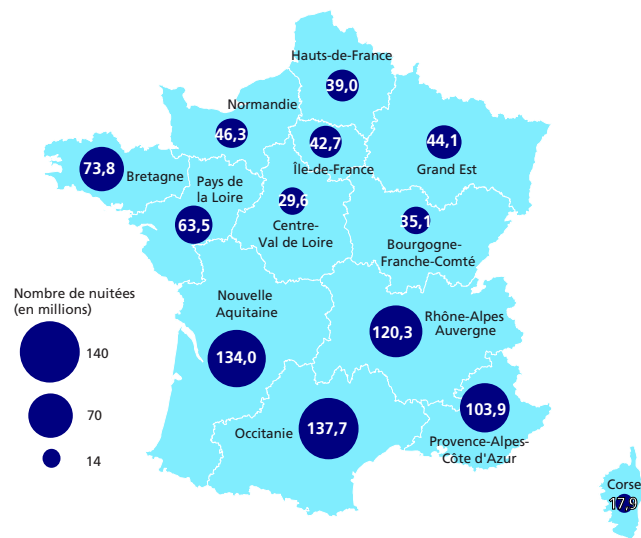 Hauts-de-France
39,0
Normandie
46,3
42,7
Île-de-France
44,1
Grand Est
73,8
Bretagne
Pays de
la Loire
63,5
29,6
Centre-
Val de Loire
35,1
Bourgogne-
Franche-Comté
Nombre de nuitées
(en millions)
140
70
14
Nouvelle
Aquitaine
134,0
Rhône-Alpes
Auvergne
120,3
103,9
Provence-Alpes-
Côte d'Azur
Occitanie
137,7
Corse
17,9